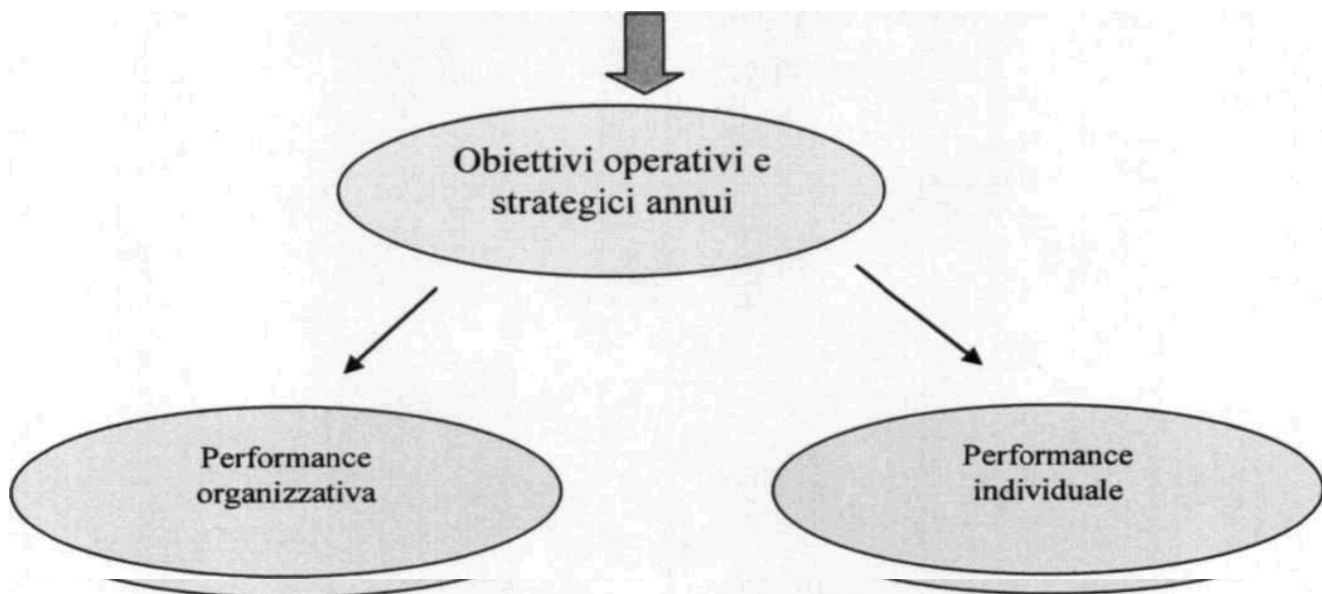 Obiettivi operativi e
strategici annui
Performance
organizzativa
Performance
individuale